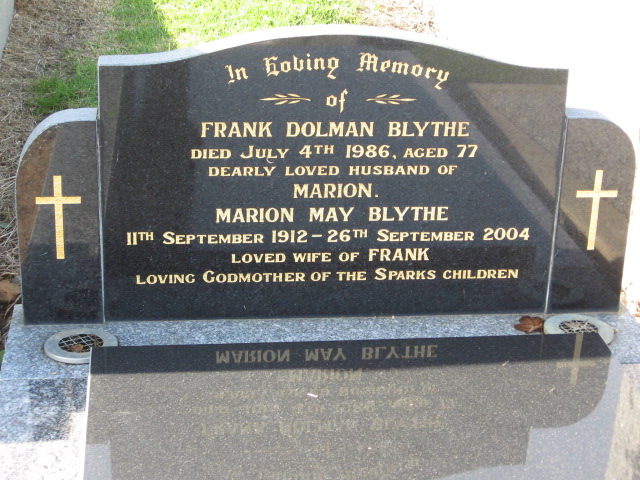 In Loving Memory
of
FRANK DOLMAN BLYTHE
DIED JULY 4TH 1986, AGED 77
DEARLY LOVED HUSBAND OF
MARION.
MARION MAY BLYTHE
11TH SEPTEMBER 1912 - 26TH SEPTEMBER 2004
LOVED WIFE OF FRANK
LOVING GODMOTHER OF THE SPARKS CHILDREN